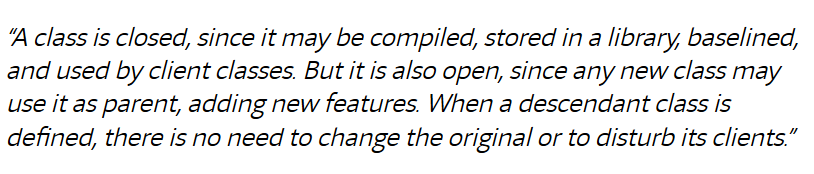 “A class is closed, since it may be compiled, stored in a library, baselined,
and used by client classes. But it is also open, since any new class may
use it as parent, adding new features. When a descendant class is
defined, there is no need to change the original or to disturb its clients.”